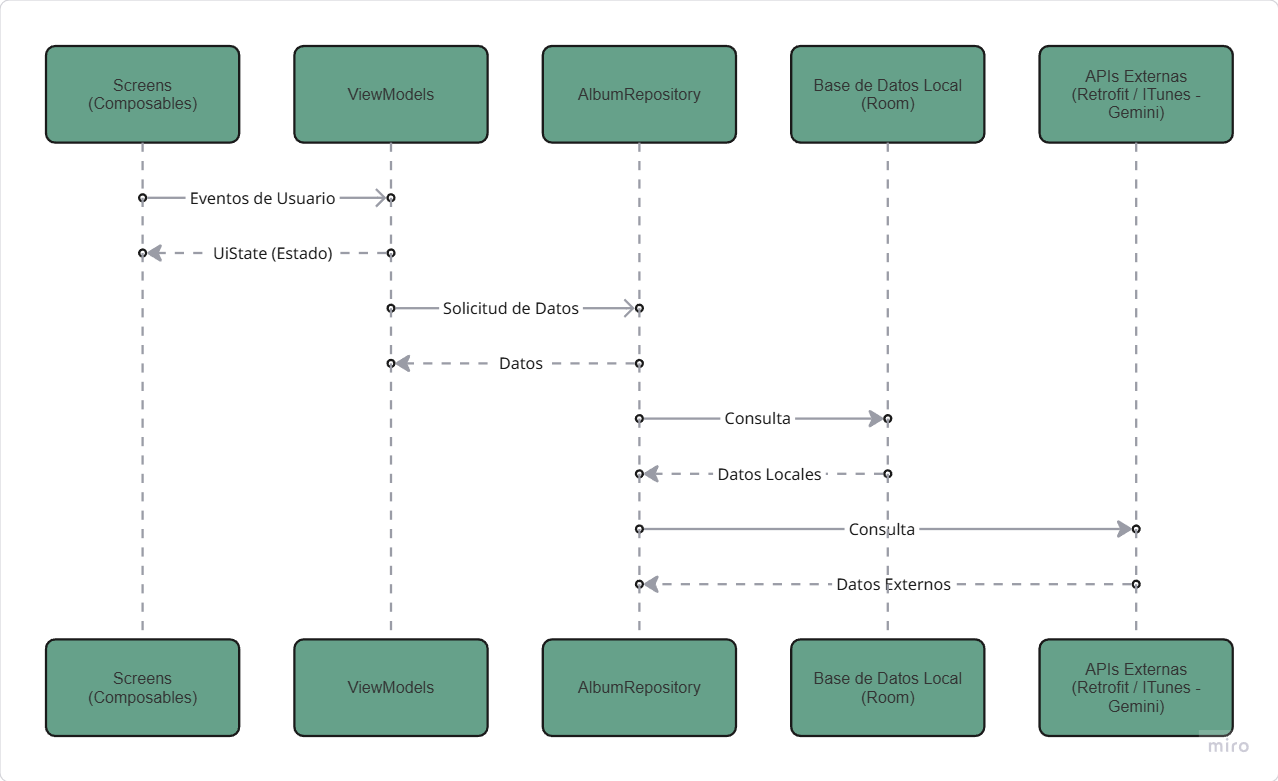 Screens
(Composables)
ViewModels
AlbumRepository
Base de Datos Local
(Room)
APIs Externas
(Retrofit / ITunes -
Gemini)
Eventos de Usuario
UiState (Estado)
Solicitud de Datos
Datos
Consulta
Datos Locales
Consulta
Datos Externos
Screens
(Composables)
ViewModels
AlbumRepository
Base de Datos Local
(Room)
APIs Externas
(Retrofit / ITunes -
Gemini)
miro